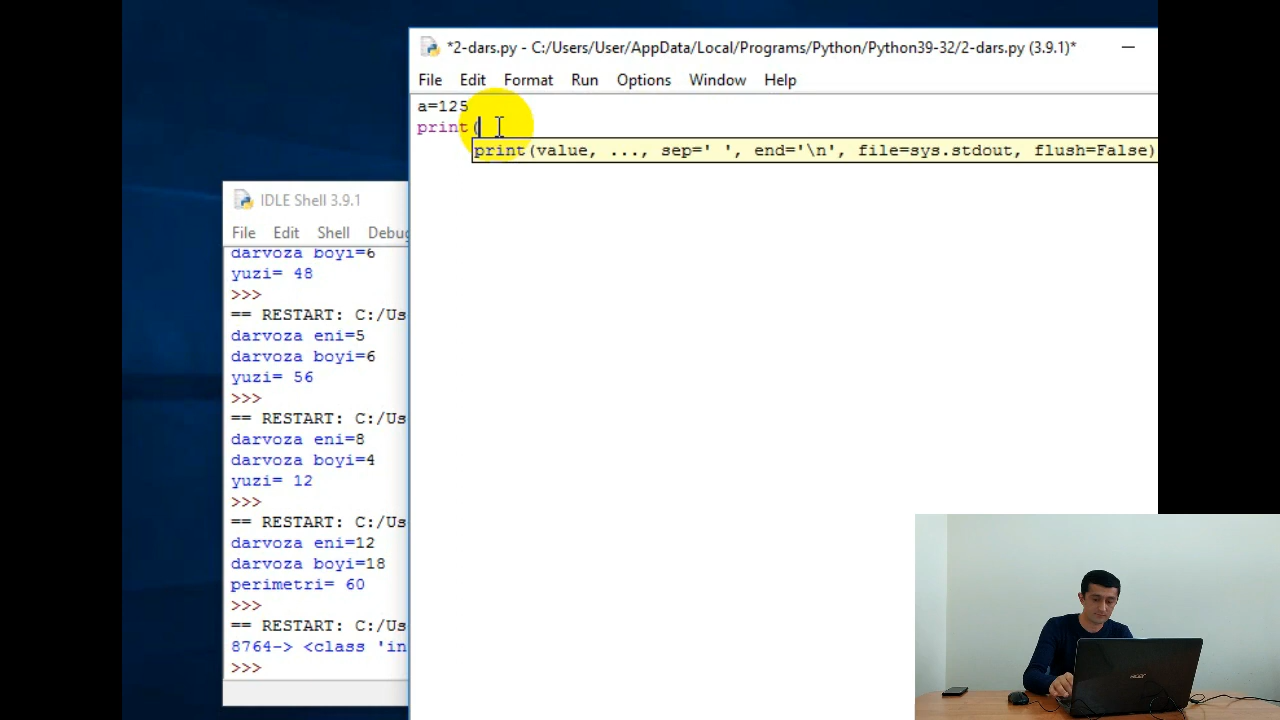 *2-dars.py - C:/Users/User/AppData/Local/Programs/Python/Python39-32/2-dars.py (3.9.1)*
File Edit Format Run Options Window Help
a=125
print(
print(value, ..., sep=' ', end='\n', file=sys.stdout, flush=False)
IDLE Shell 3.9.1
File Edit Shell Debug
darvoza boyi=6
yuzi= 48
>>>
== RESTART: C:/Us
darvoza eni=5
darvoza boyi=6
yuzi= 56
>>>
== RESTART: C:/Us
darvoza eni=8
darvoza boyi=4
yuzi= 12
>>>
== RESTART: C:/Us
darvoza eni=12
darvoza boyi=18
perimetri= 60
>>>
== RESTART: C:/Us
8764-> <class 'in
>>>
acer